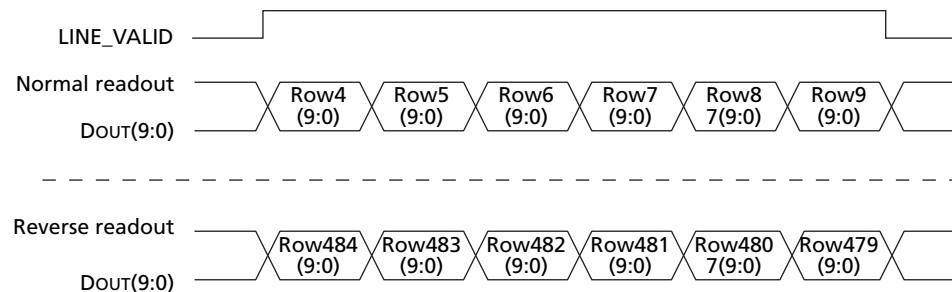 LINE_VALID
Normal readout
Row4 Row5 Row6 Row7 Row8 Row9
(9:0) (9:0) (9:0) (9:0) 7(9:0) (9:0)
DOUT(9:0)
Reverse readout
Row484 Row483 Row482 Row481 Row480 Row479
(9:0) (9:0) (9:0) (9:0) 7(9:0) (9:0)
DOUT(9:0)